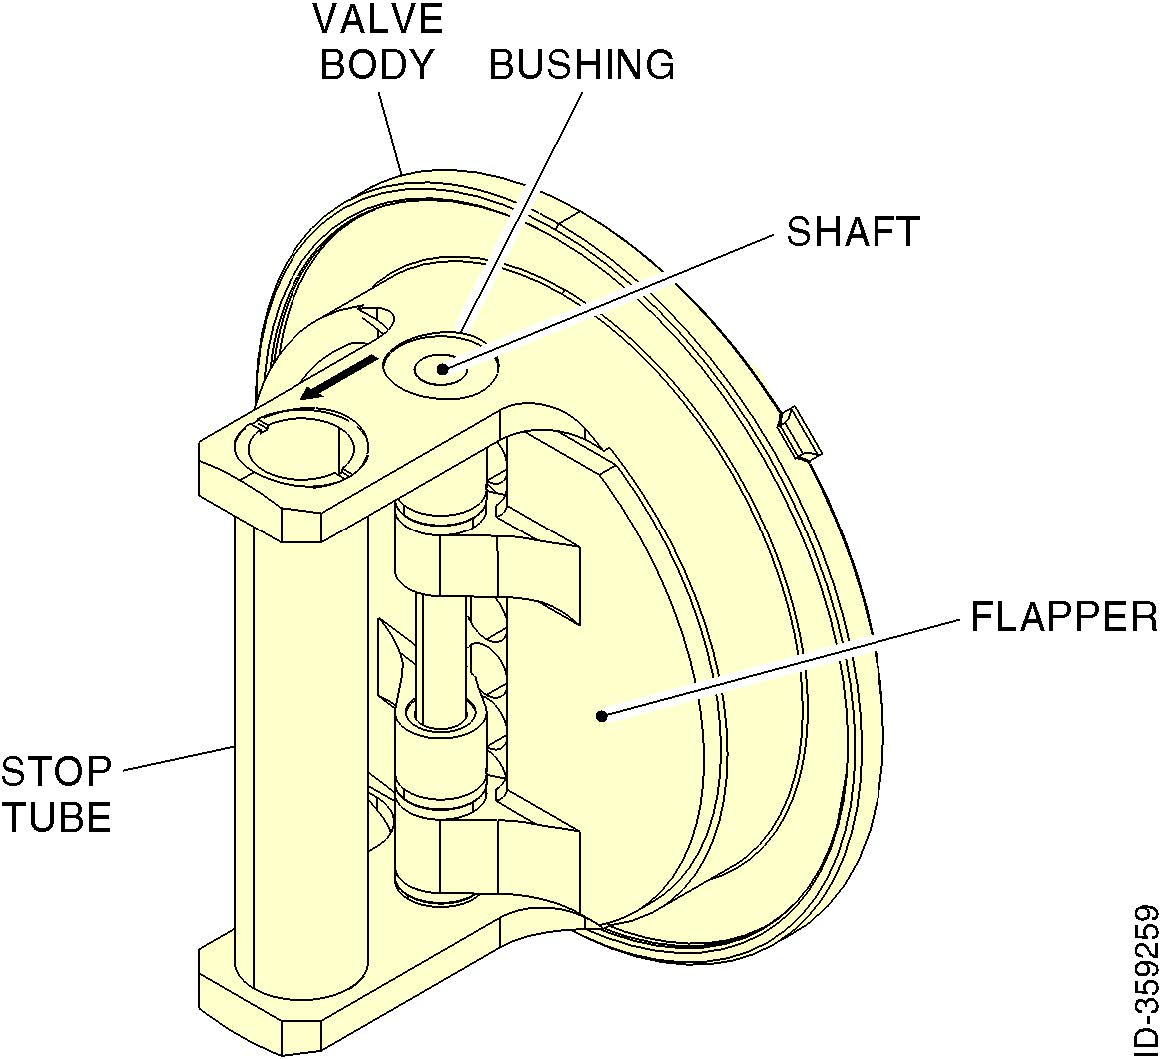 VALVE
BODY
BUSHING
SHAFT
FLAPPER
STOP
TUBE
ID-359259